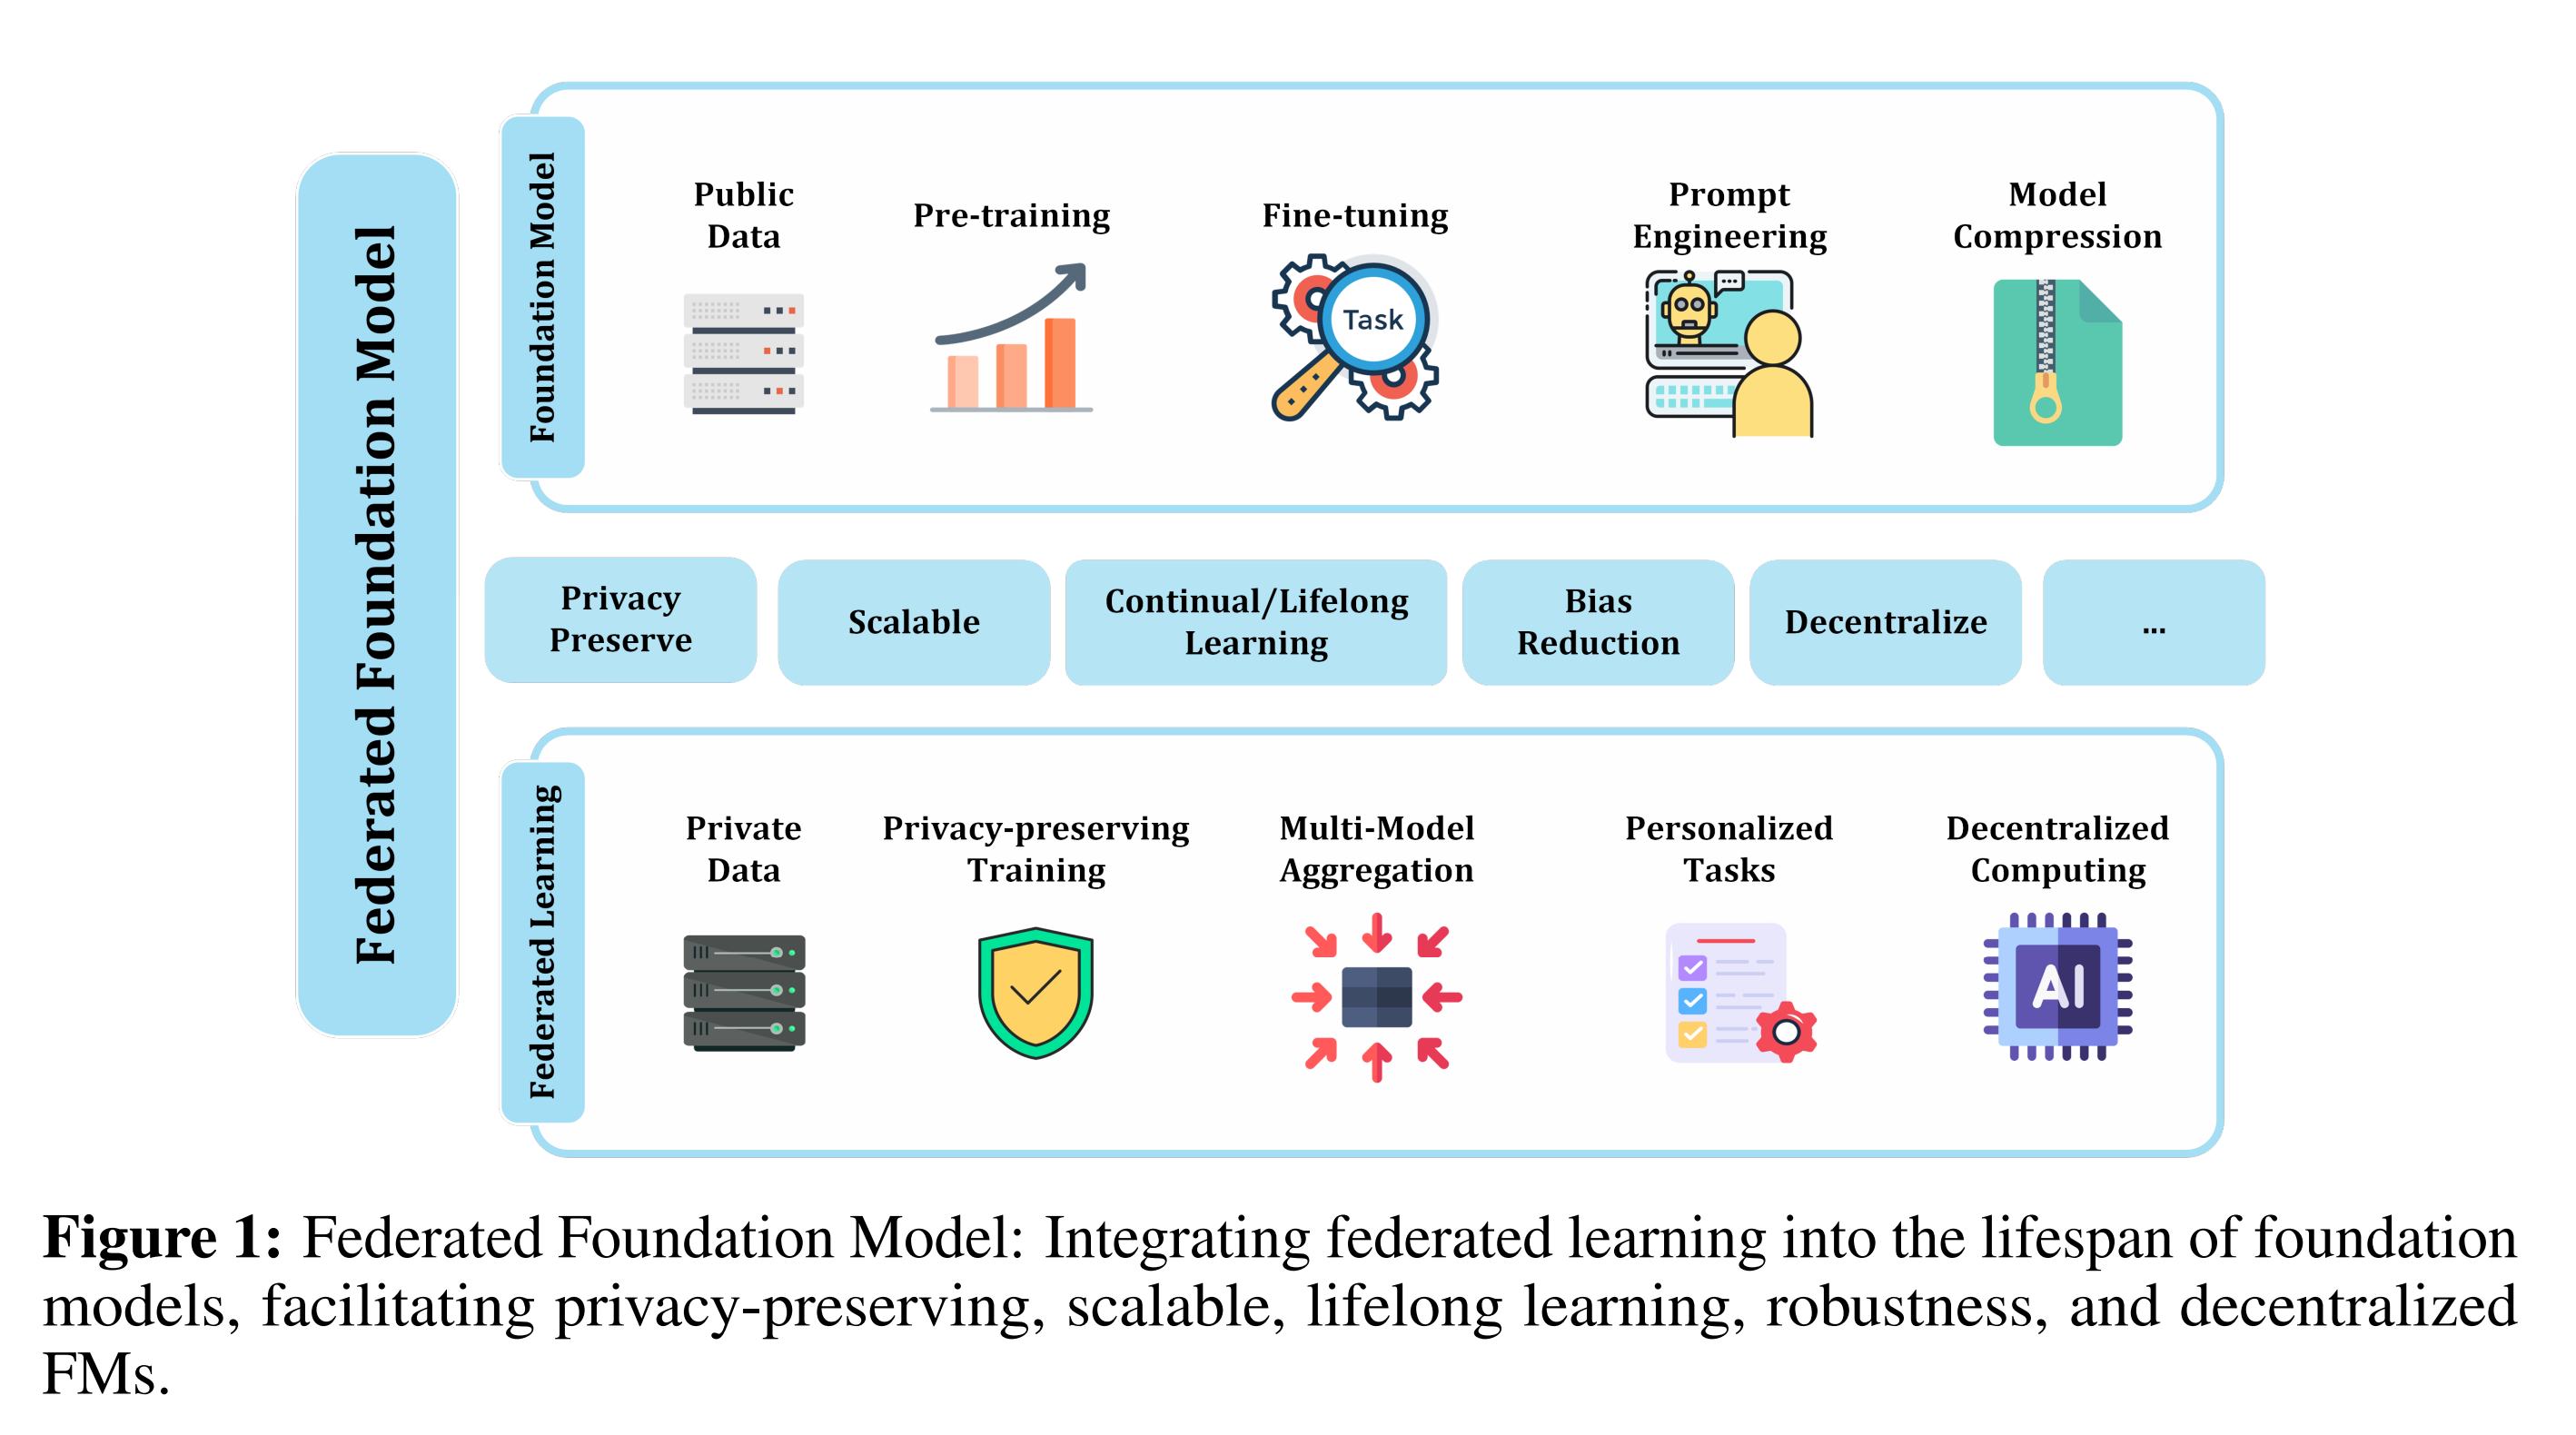 Federated Foundation Model
Foundation Model
Public
Data
Pre-training
Fine-tuning
Task
Prompt
Engineering
Model
Compression
Privacy
Preserve
Scalable
Continual/Lifelong
Learning
Bias
Reduction
Decentralize
...
Federated Learning
Private
Data
Privacy-preserving
Training
Multi-Model
Aggregation
Personalized
Tasks
Decentralized
Computing
AI
Figure 1: Federated Foundation Model: Integrating federated learning into the lifespan of foundation
models, facilitating privacy-preserving, scalable, lifelong learning, robustness, and decentralized
FMs.